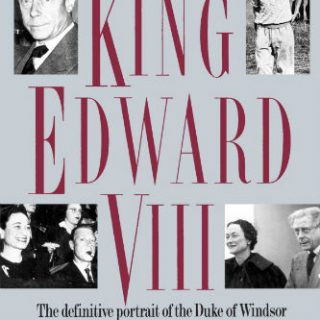 KING
EDWARD
VIII
The definitive portrait of the Duke of Windsor